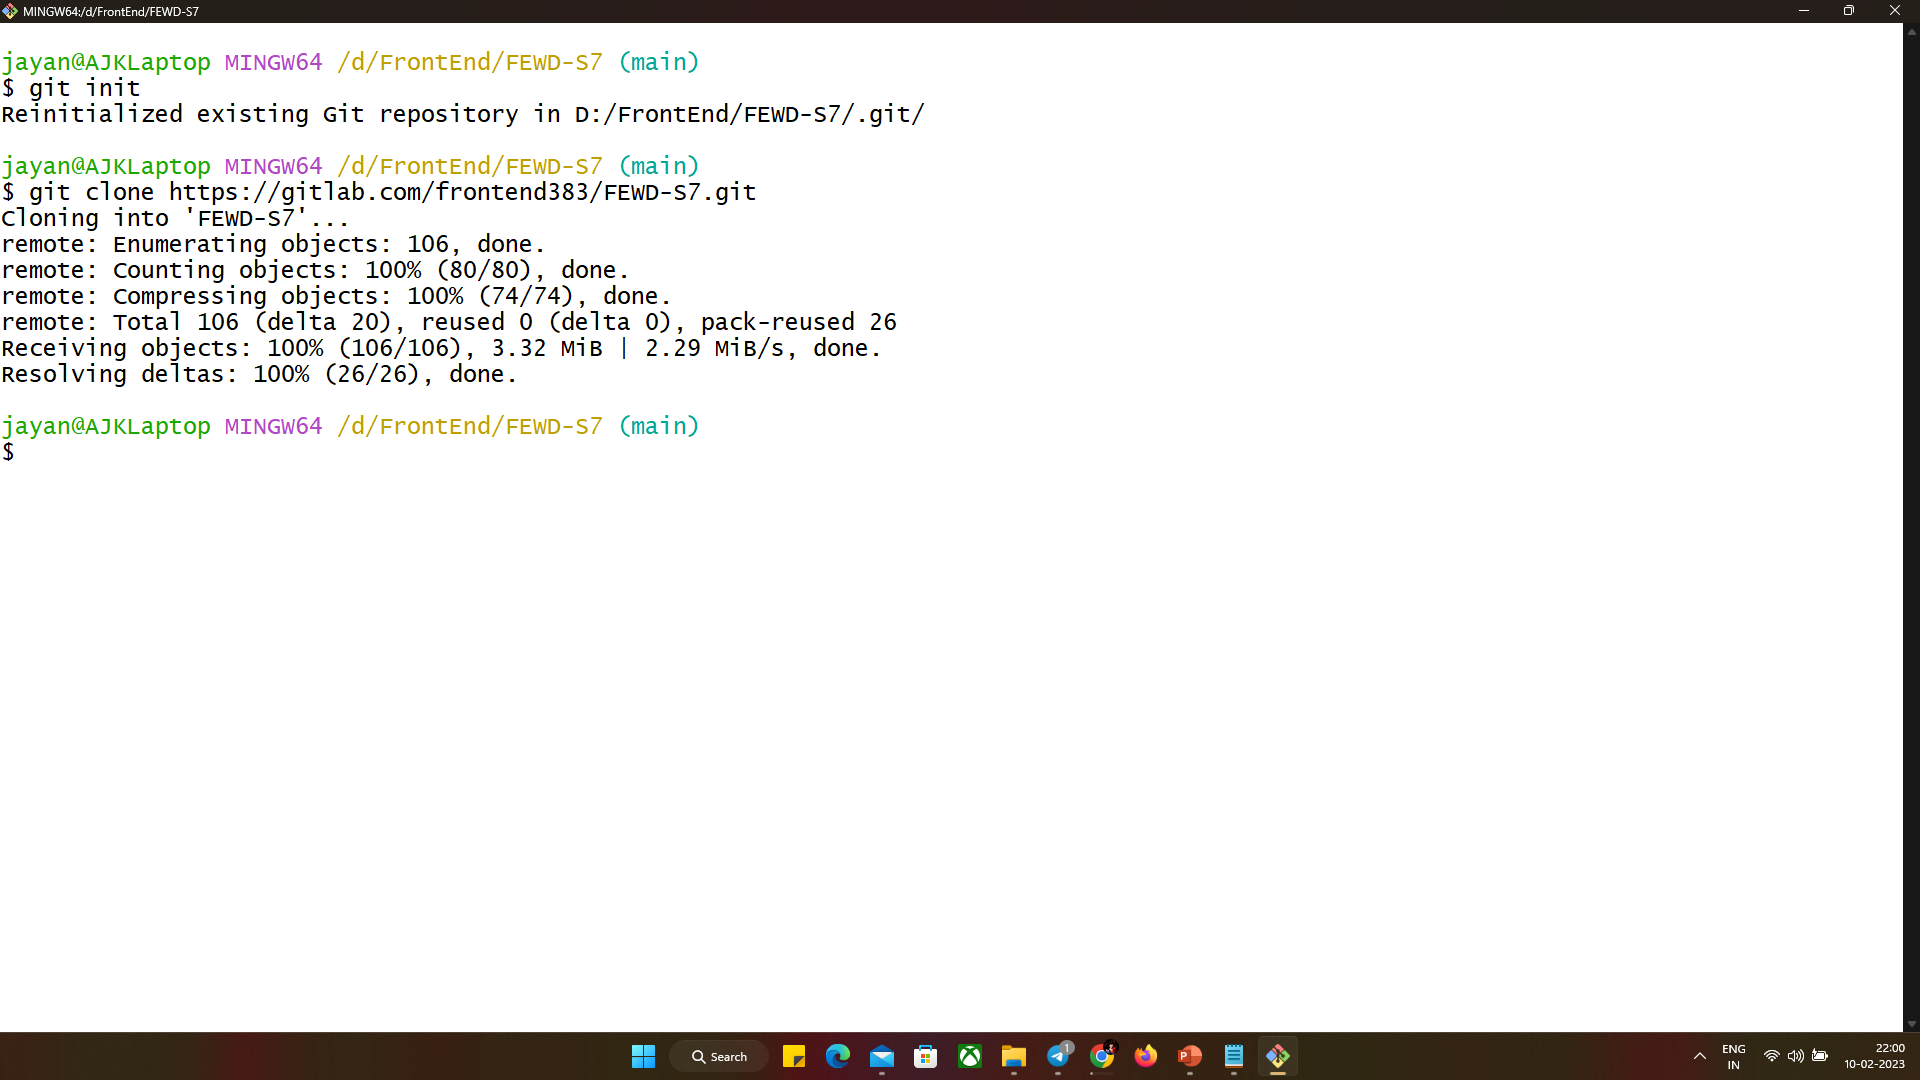 MINGW64:/d/FrontEnd/FEWD-S7
jayan@AJKLaptop MINGW64 /d/FrontEnd/FEWD-S7 (main)
$ git init
Reinitialized existing Git repository in D:/FrontEnd/FEWD-S7/.git/
jayan@AJKLaptop MINGW64 /d/FrontEnd/FEWD-S7 (main)
$ git clone https://gitlab.com/frontend383/FEWD-S7.git
Cloning into 'FEWD-S7'...
remote: Enumerating objects: 106, done.
remote: Counting objects: 100% (80/80), done.
remote: Compressing objects: 100% (74/74), done.
remote: Total 106 (delta 20), reused 0 (delta 0), pack-reused 26
Receiving objects: 100% (106/106), 3.32 MiB | 2.29 MiB/s, done.
Resolving deltas: 100% (26/26), done.
jayan@AJKLaptop MINGW64 /d/FrontEnd/FEWD-S7 (main)
$
Search
1
P
ENG
IN
22:00
10-02-2023